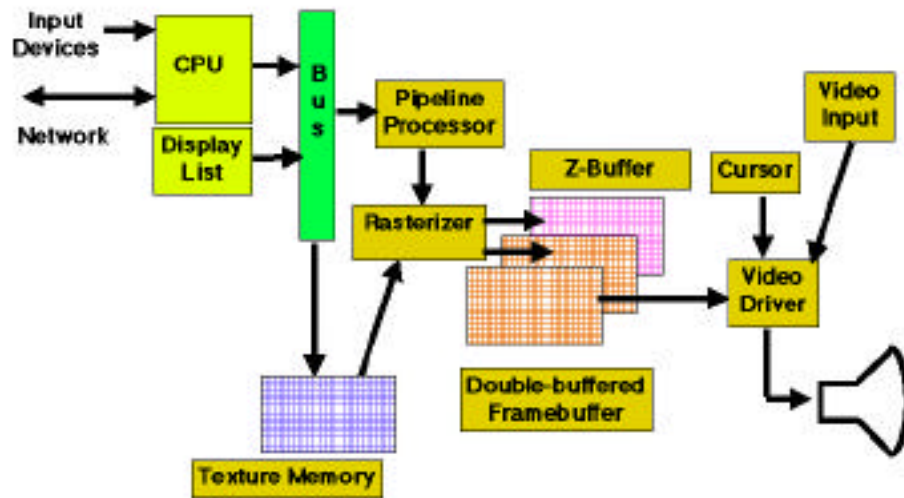 Input
Devices
CPU
B
u
s
Network
Display
List
Pipeline
Processor
Video
Input
Z-Buffer
Cursor
Rasterizer
Video
Driver
Double-buffered
Framebuffer
Texture Memory